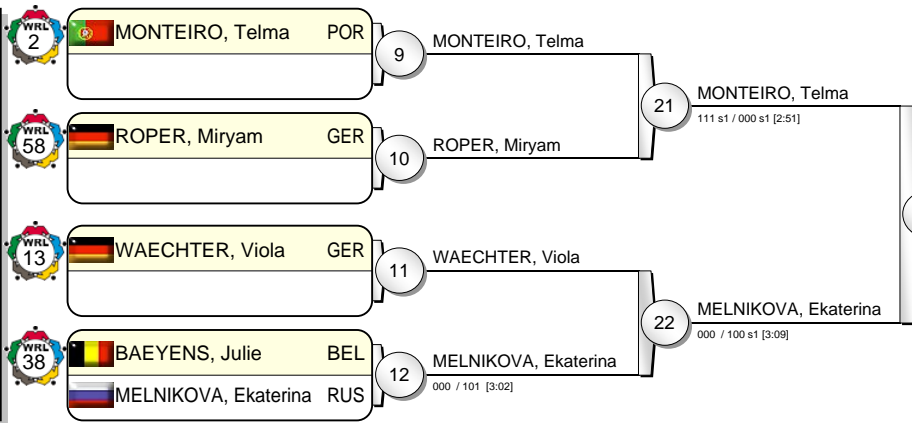 WRL
2
MONTEIRO, Telma POR
9
MONTEIRO, Telma
21
MONTEIRO, Telma
111 s1 / 000 s1 [2:51]
WRL
58
ROPER, Miryam GER
10
ROPER, Miryam
WRL
13
WAECHTER, Viola GER
11
WAECHTER, Viola
22
MELNIKOVA, Ekaterina
000 / 100 s1 [3:09]
WRL
38
BAEYENS, Julie BEL
MELNIKOVA, Ekaterina RUS
12
MELNIKOVA, Ekaterina
000 / 101 [3:02]